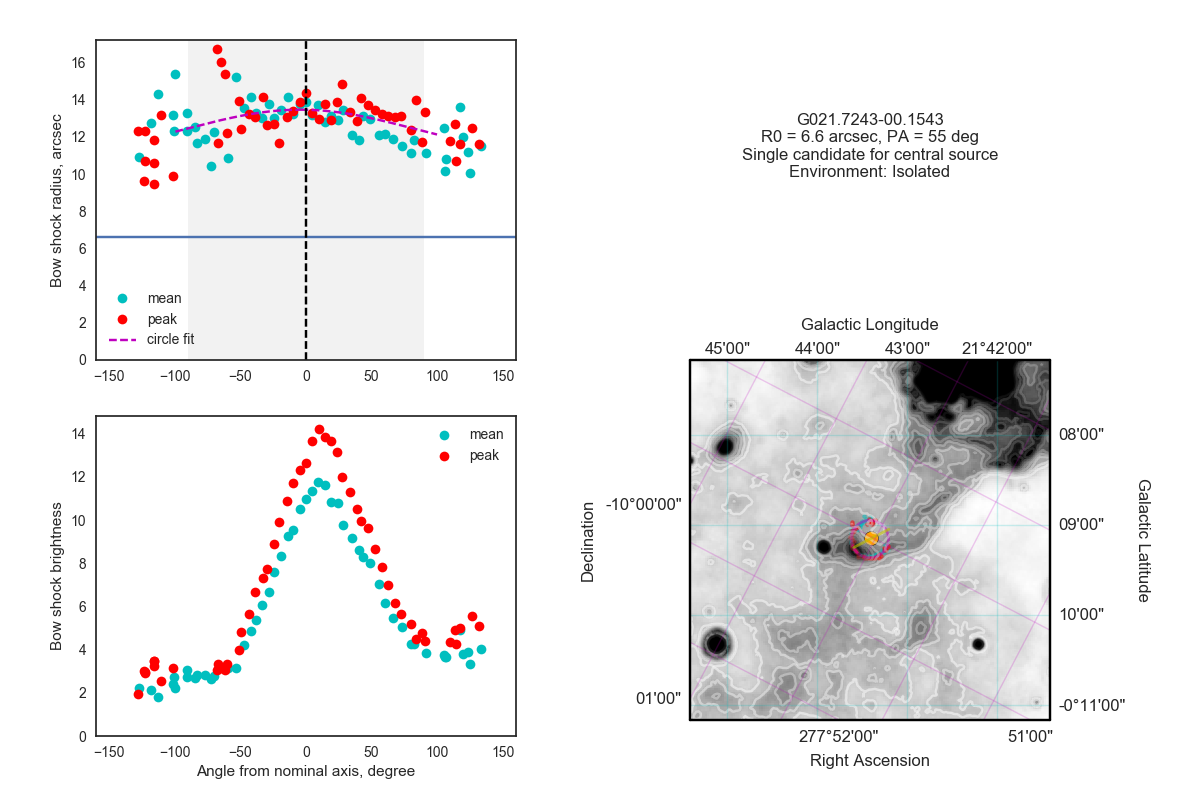 16
14
12
10
8
6
4
2
0
Bow shock radius, arcsec
mean
peak
circle fit
−150 −100 −50 0 50 100 150
G021.7243-00.1543
R0 = 6.6 arcsec, PA = 55 deg
Single candidate for central source
Environment: Isolated
14
12
10
8
6
4
2
0
Bow shock brightness
mean
peak
−150 −100 −50 0 50 100 150
Angle from nominal axis, degree
Galactic Longitude
45'00" 44'00" 43'00" 21°42'00"
08'00"
09'00"
10'00"
-0°11'00"
Galactic Latitude
-10°00'00"
01'00"
Declination
277°52'00" 51'00"
Right Ascension